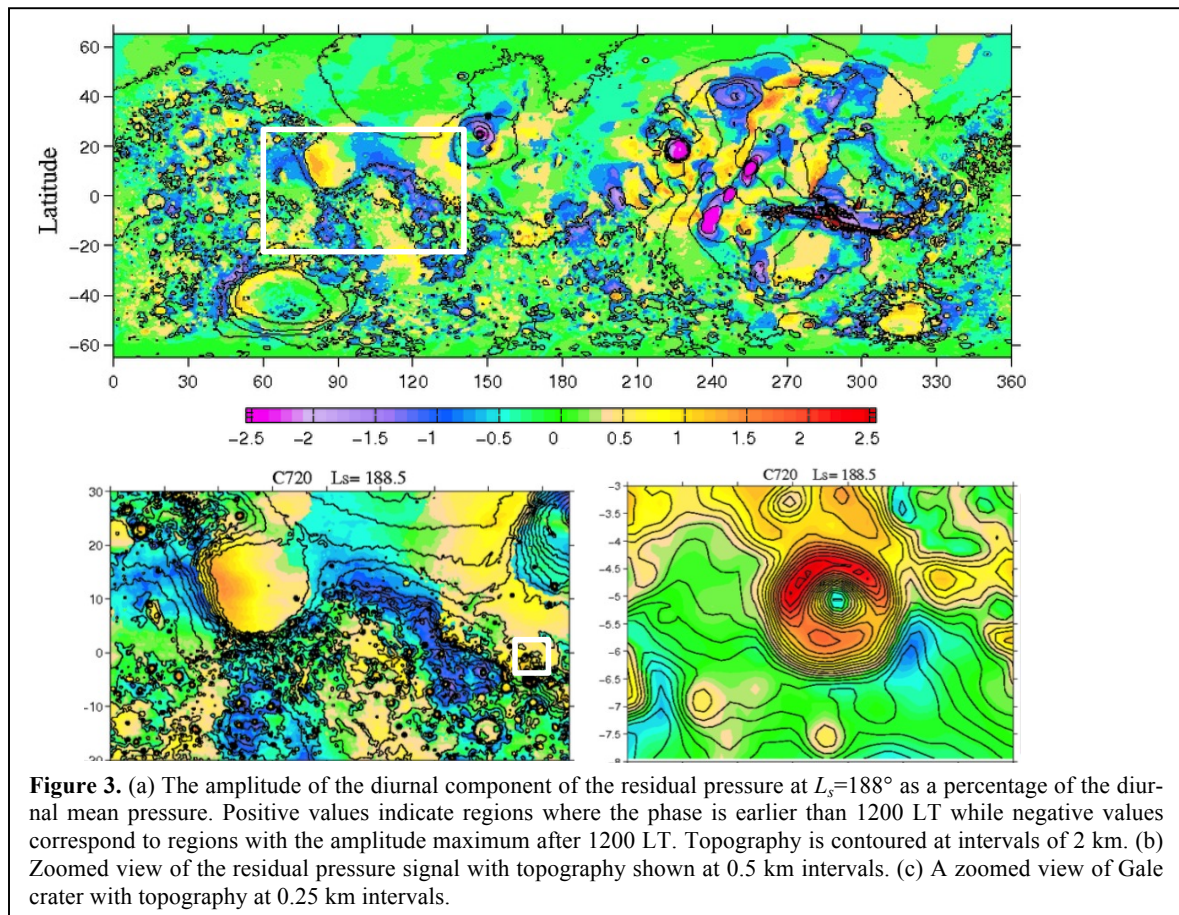 60
40
20
0
−20
−40
−60
Latitude
0 30 60 90 120 150 180 210 240 270 300 330 360
−2.5 −2 −1.5 −1 −0.5 0 0.5 1 1.5 2 2.5
C720 Ls= 188.5
30
20
10
0
−10
−20
C720 Ls= 188.5
−3
−3.5
−4
−4.5
−5
−5.5
−6
−6.5
−7
−7.5
−8
Figure 3. (a) The amplitude of the diurnal component of the residual pressure at Ls=188° as a percentage of the diur-
nal mean pressure. Positive values indicate regions where the phase is earlier than 1200 LT while negative values
correspond to regions with the amplitude maximum after 1200 LT. Topography is contoured at intervals of 2 km. (b)
Zoomed view of the residual pressure signal with topography shown at 0.5 km intervals. (c) A zoomed view of Gale
crater with topography at 0.25 km intervals.